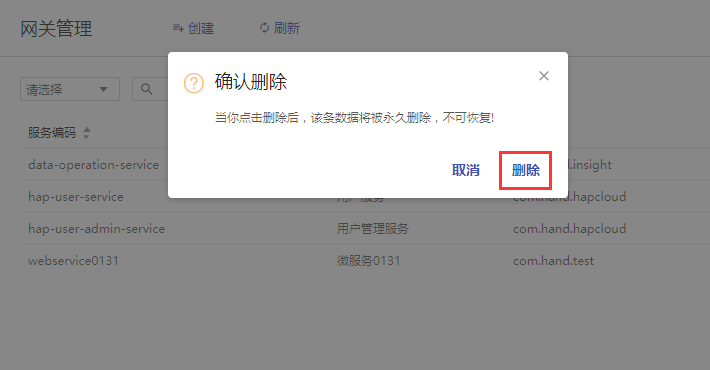 网关管理
创建
刷新
请选择
确认删除
当你点击删除后，该条数据将被永久删除，不可恢复!
取消
删除
服务编码
data-operation-service
d.insight
hap-user-service
用户服务
com.hand.hapcloud
hap-user-admin-service
用户管理服务
com.hand.hapcloud
webservice0131
微服务0131
com.hand.test